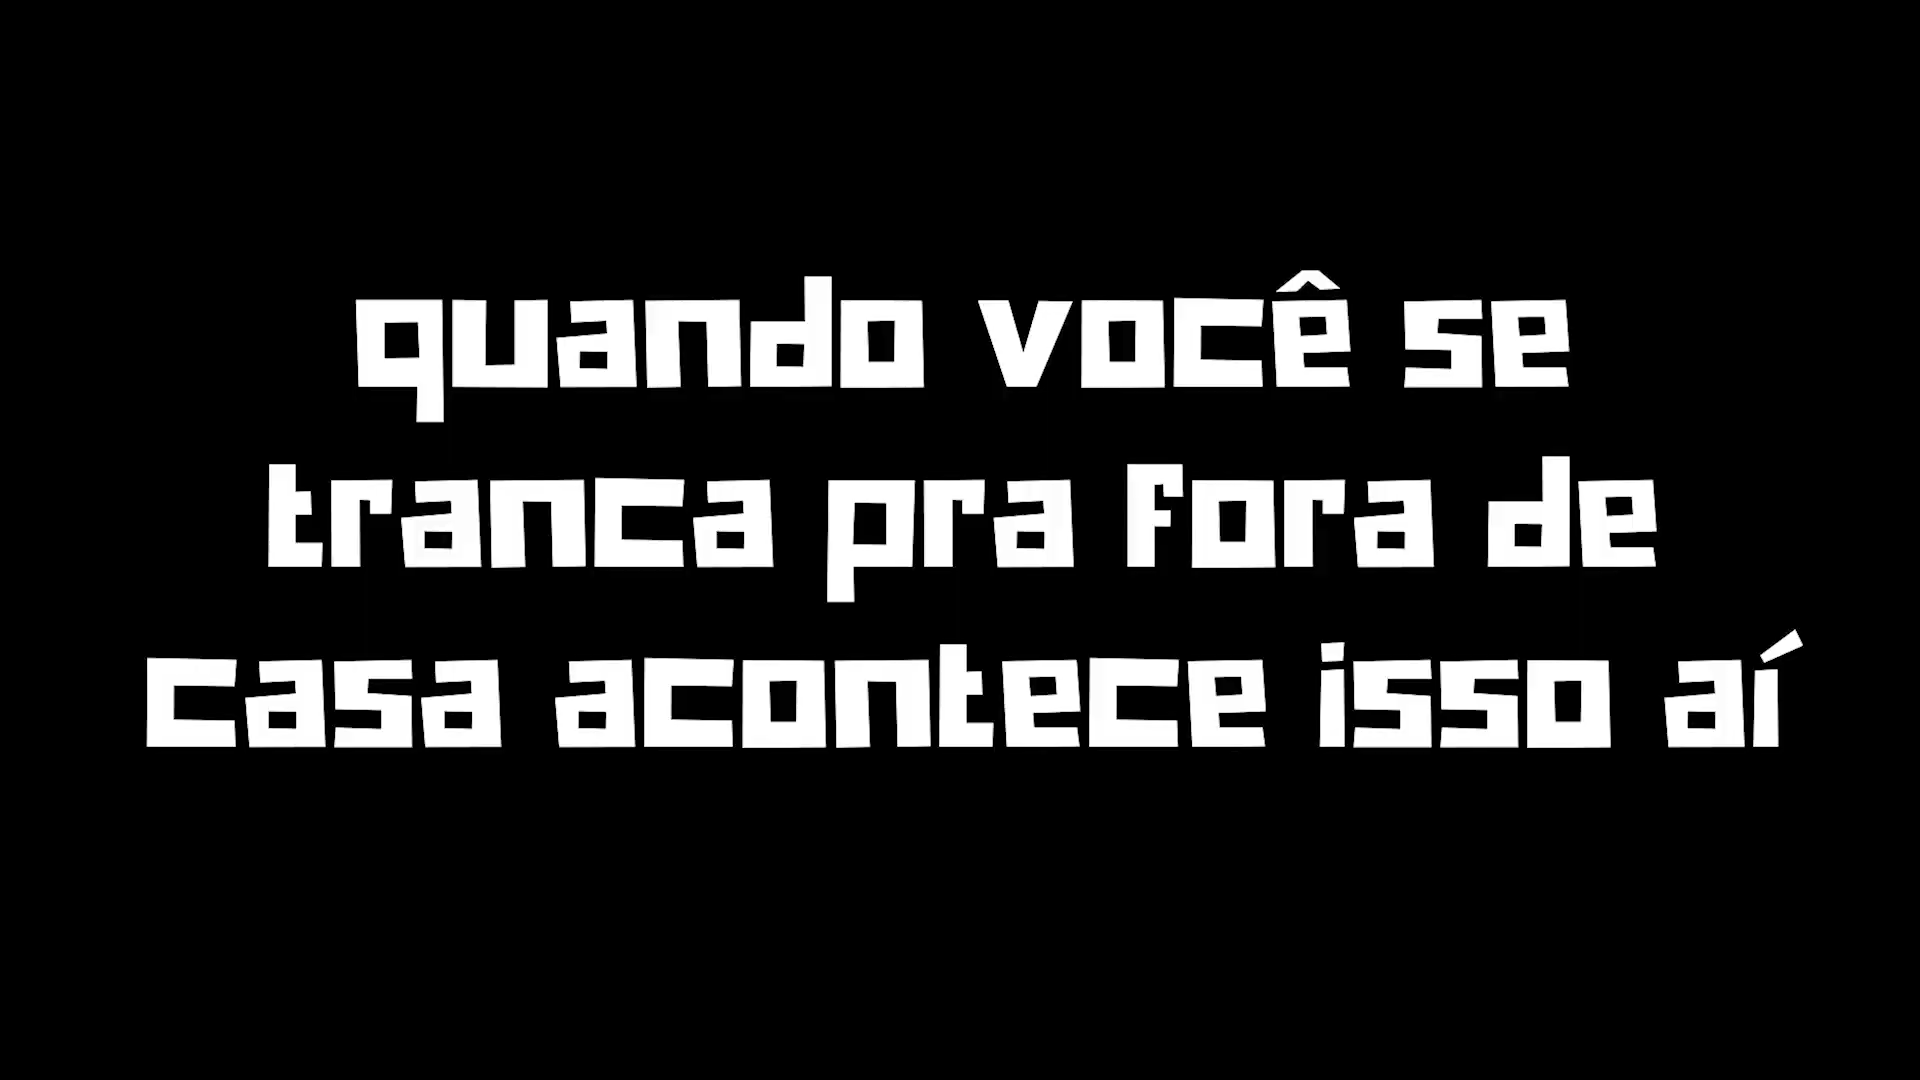 quando você se
tranca pra fora de
casa acontece isso aí